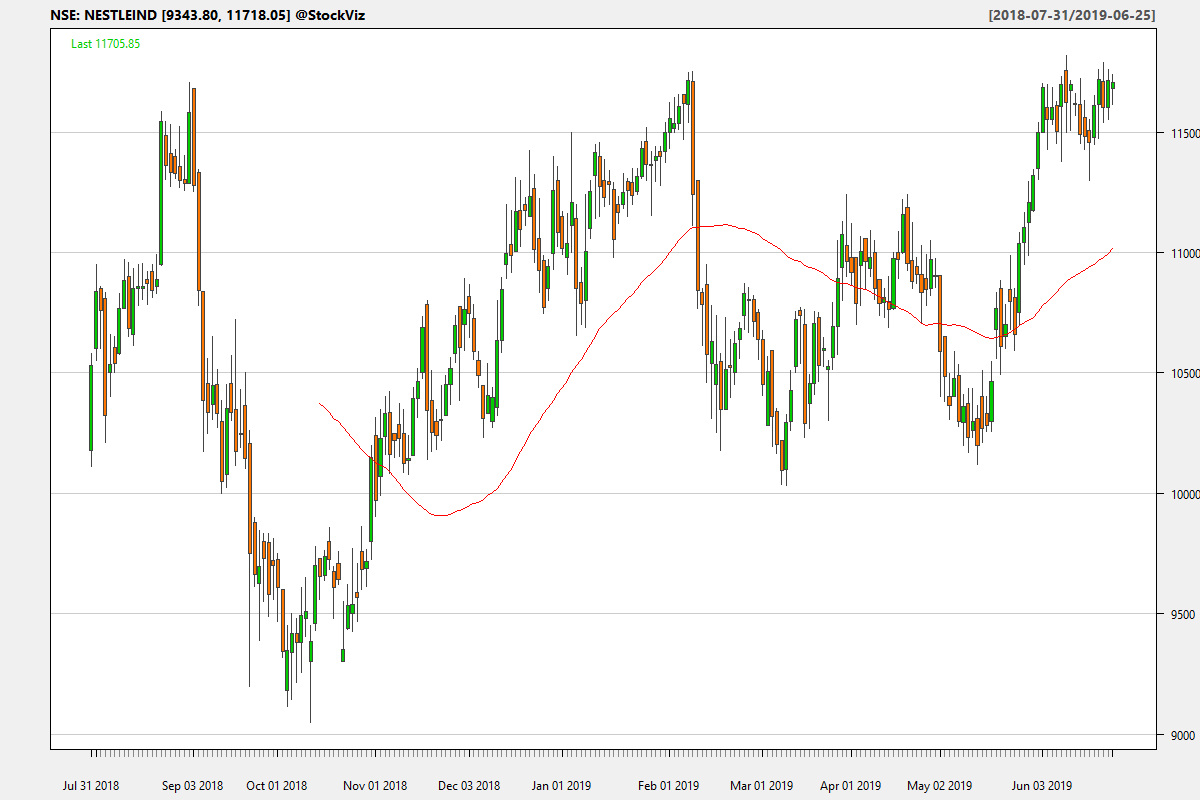 NSE: NESTLEIND [9343.80, 11718.05] @StockViz
[2018-07-31/2019-06-25]
Last 11705.85
11500
11000
10500
10000
9500
9000
Jul 31 2018
Sep 03 2018
Oct 01 2018
Nov 01 2018
Dec 03 2018
Jan 01 2019
Feb 01 2019
Mar 01 2019
Apr 01 2019
May 02 2019
Jun 03 2019